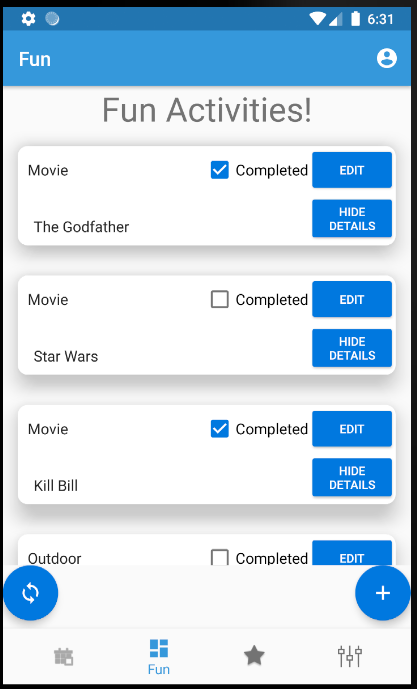 6:31
Fun
Fun Activities!
Movie Completed EDIT
The Godfather HIDE
DETAILS
Movie Completed EDIT
Star Wars HIDE
DETAILS
Movie Completed EDIT
Kill Bill HIDE
DETAILS
Outdoor Completed EDIT
Fun